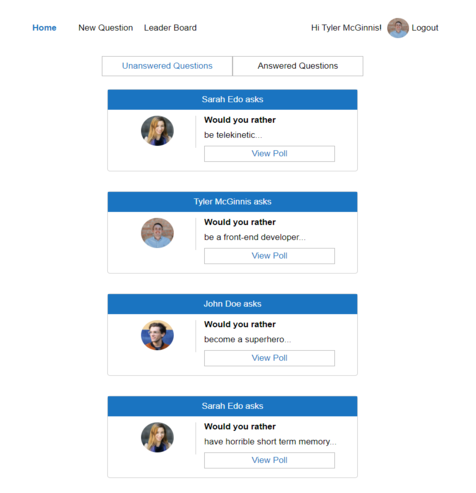 Home New Question Leader Board Hi Tyler McGinnis! Logout
Unanswered Questions Answered Questions
Sarah Edo asks
Would you rather
be telekinetic...
View Poll
Tyler McGinnis asks
Would you rather
be a front-end developer...
View Poll
John Doe asks
Would you rather
become a superhero...
View Poll
Sarah Edo asks
Would you rather
have horrible short term memory...
View Poll